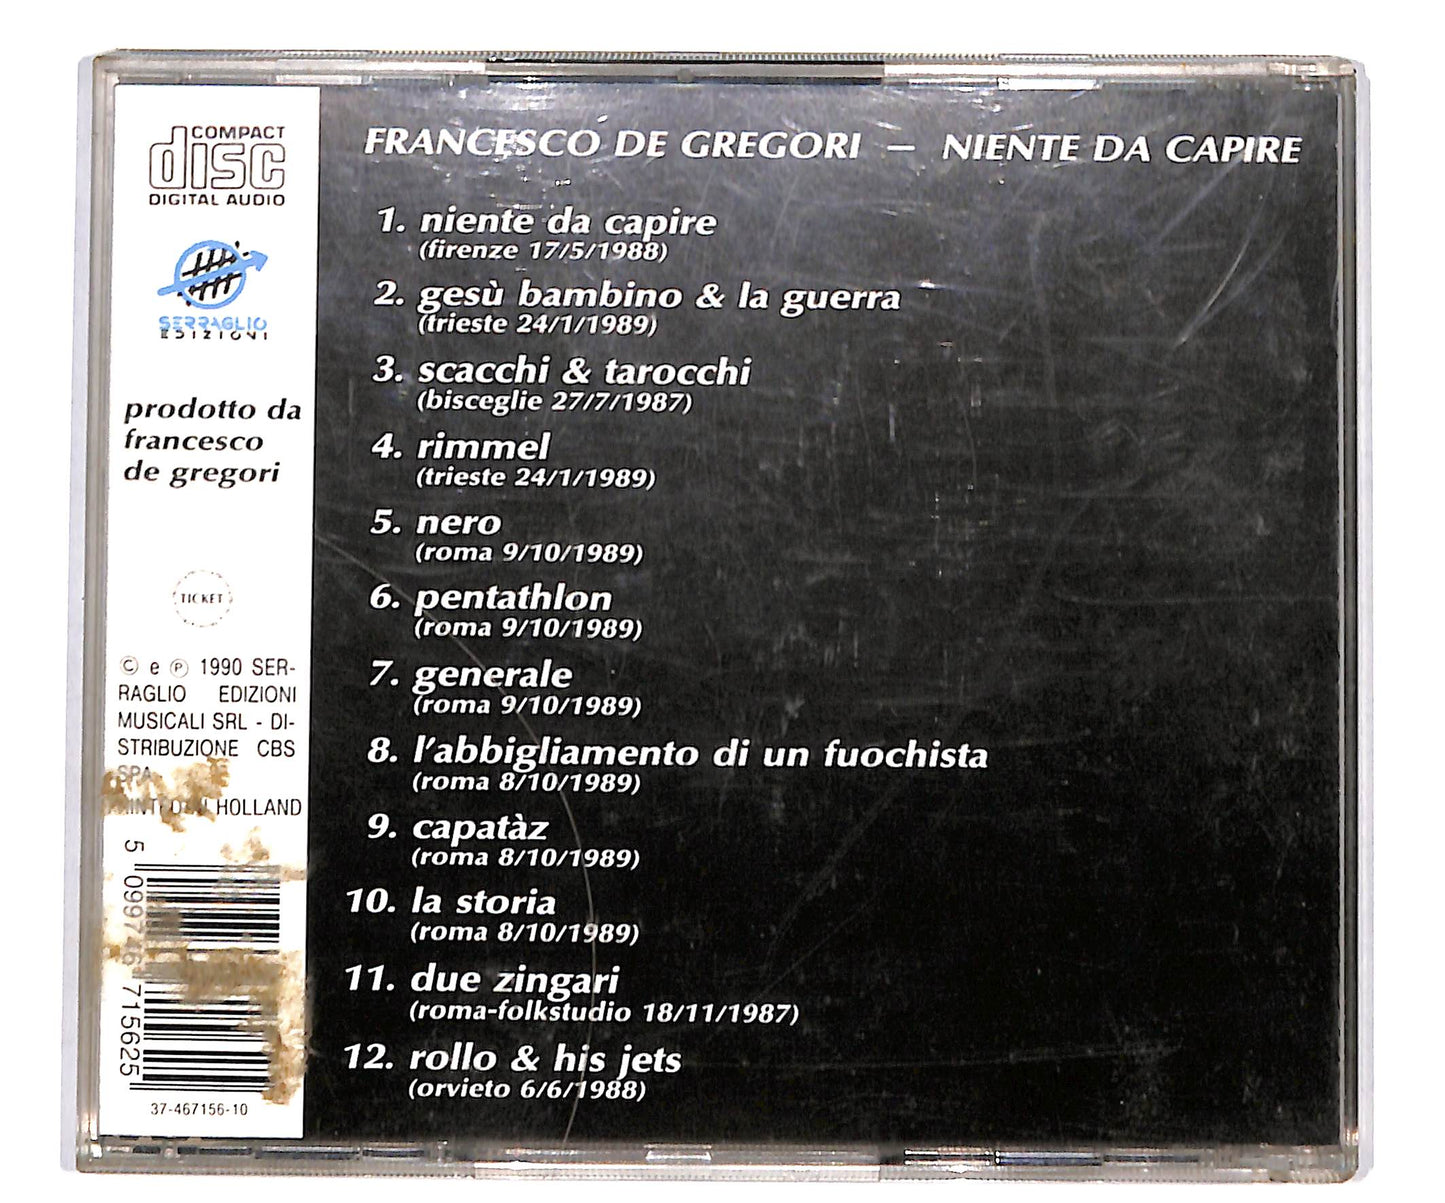 COMPACT
disc
DIGITAL AUDIO
SERRAGLIO
EDIZIONI
prodotto da
francesco
de gregori
TICKET
© e ℗ 1990 SER-
RAGLIO EDIZIONI
MUSICALI SRL - DI-
STRIBUZIONE CBS
SPA
HOLLAND
5 099746 715625
37-467156-10
FRANCESCO DE GREGORI – NIENTE DA CAPIRE
1. niente da capire
(firenze 17/5/1988)
2. gesù bambino & la guerra
(trieste 24/1/1989)
3. scacchi & tarocchi
(bisceglie 27/7/1987)
4. rimmel
(trieste 24/1/1989)
5. nero
(roma 9/10/1989)
6. pentathlon
(roma 9/10/1989)
7. generale
(roma 9/10/1989)
8. l'abbigliamento di un fuochista
(roma 8/10/1989)
9. capatàz
(roma 8/10/1989)
10. la storia
(roma 8/10/1989)
11. due zingari
(roma-folkstudio 18/11/1987)
12. rollo & his jets
(orvieto 6/6/1988)